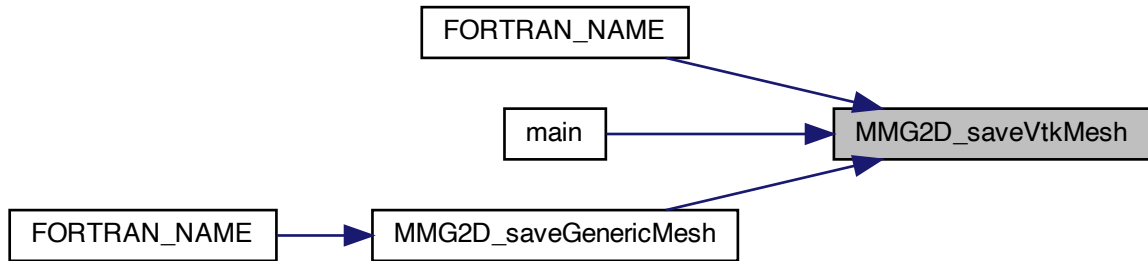 FORTRAN_NAME
main
MMG2D_saveVtkMesh
FORTRAN_NAME
MMG2D_saveGenericMesh